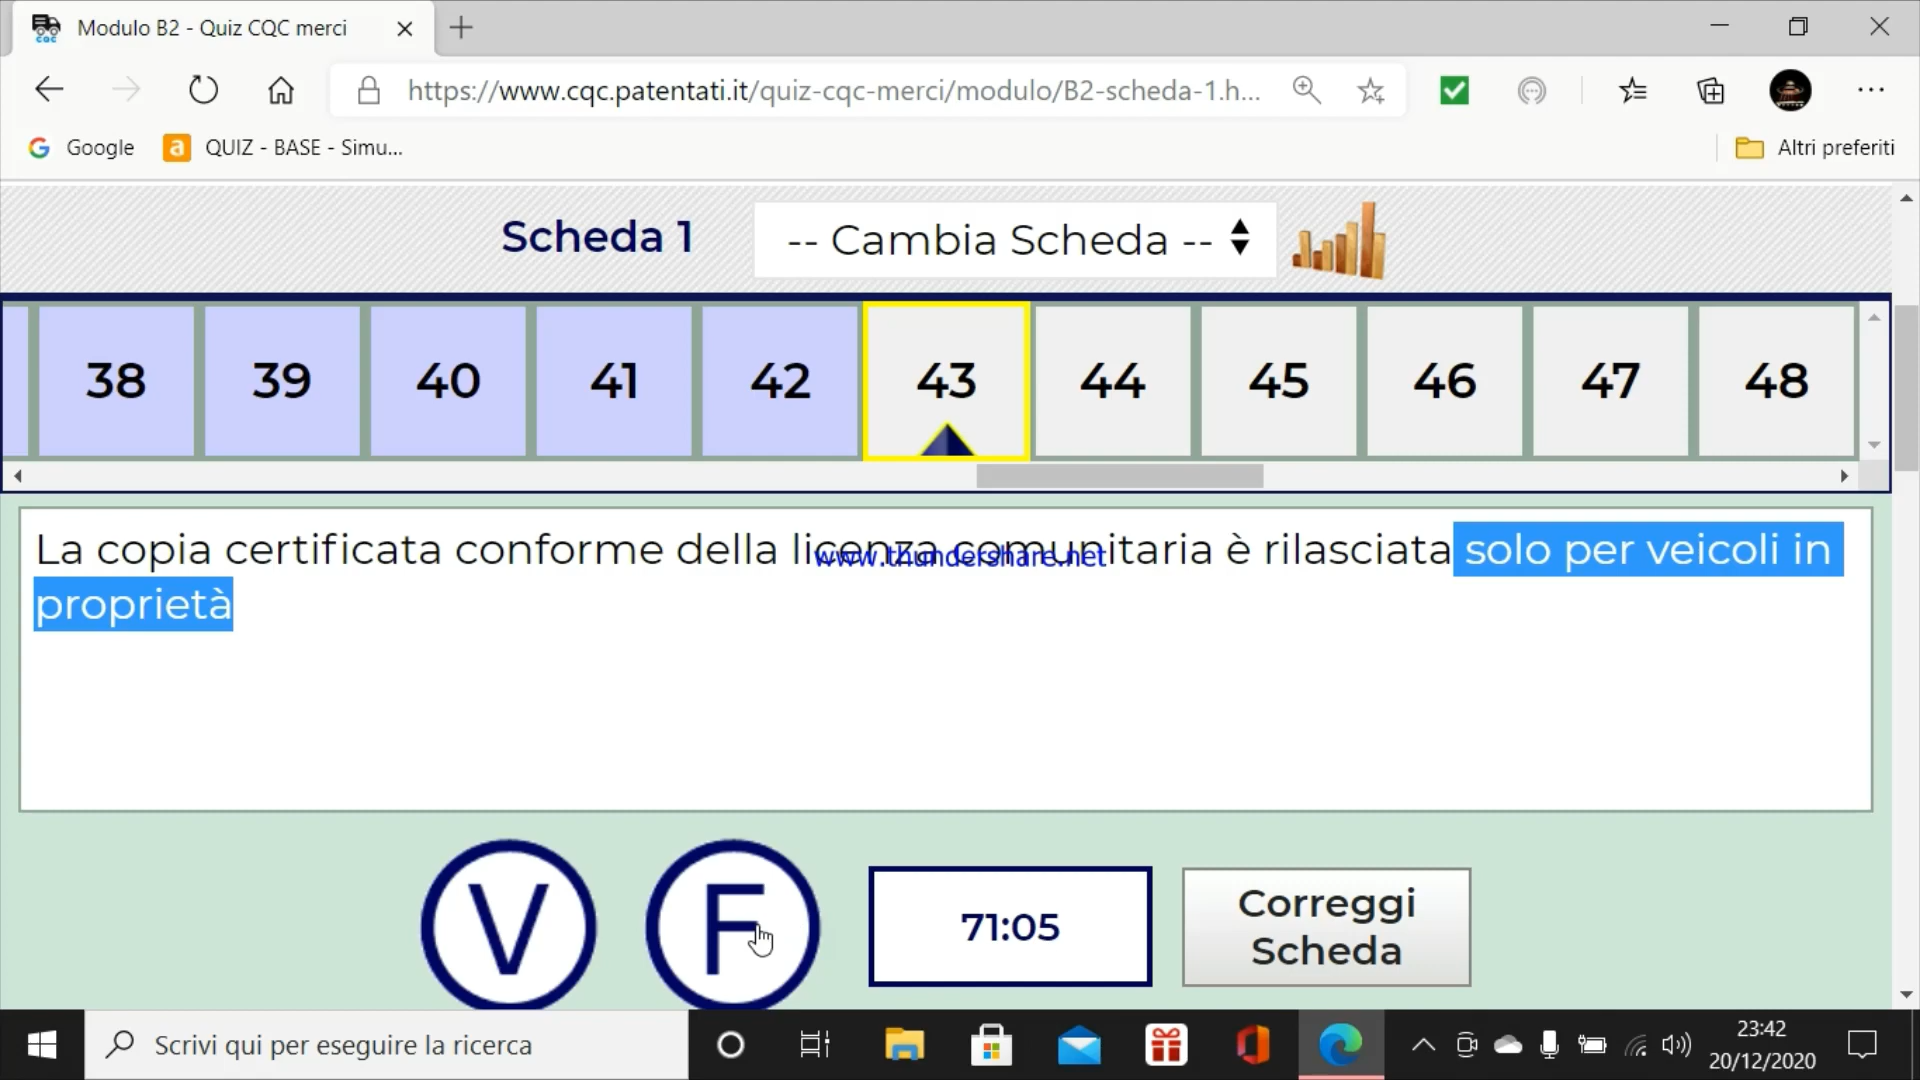 Modulo B2 - Quiz CQC merci
https://www.cqc.patentati.it/quiz-cqc-merci/modulo/B2-scheda-1.h...
Google
a QUIZ - BASE - Simu...
Altri preferiti
Scheda 1
-- Cambia Scheda --
38 39 40 41 42 43 44 45 46 47 48
La copia certificata conforme della licenza comunitaria è rilasciata solo per veicoli in
www.thundershare.net
proprietà
V F 71:05 Correggi
Scheda
Scrivi qui per eseguire la ricerca
23:42
20/12/2020